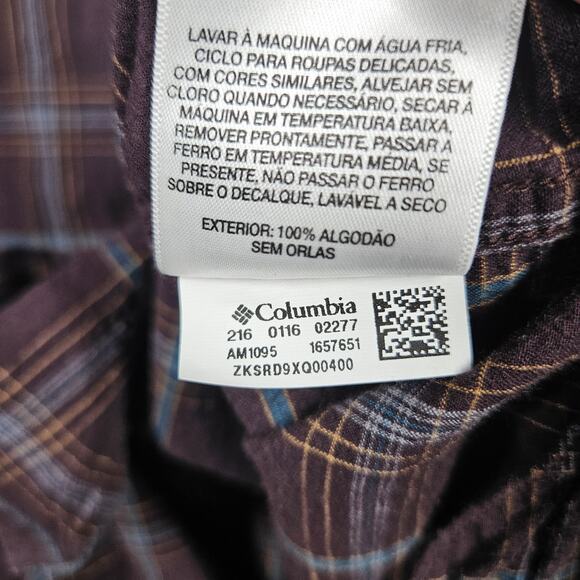 LAVAR À MAQUINA COM ÁGUA FRIA,
CICLO PARA ROUPAS DELICADAS,
COM CORES SIMILARES, ALVEJAR SEM
CLORO QUANDO NECESSÁRIO, SECAR À
MÁQUINA EM TEMPERATURA BAIXA,
REMOVER PRONTAMENTE, PASSAR A
FERRO EM TEMPERATURA MÉDIA, SE
PRESENTE, NÃO PASSAR O FERRO
SOBRE O DECALQUE, LAVÁVEL A SECO
EXTERIOR: 100% ALGODÃO
SEM ORLAS
Columbia
216 0116 02277
AM1095 1657651
ZKSRD9XQ00400